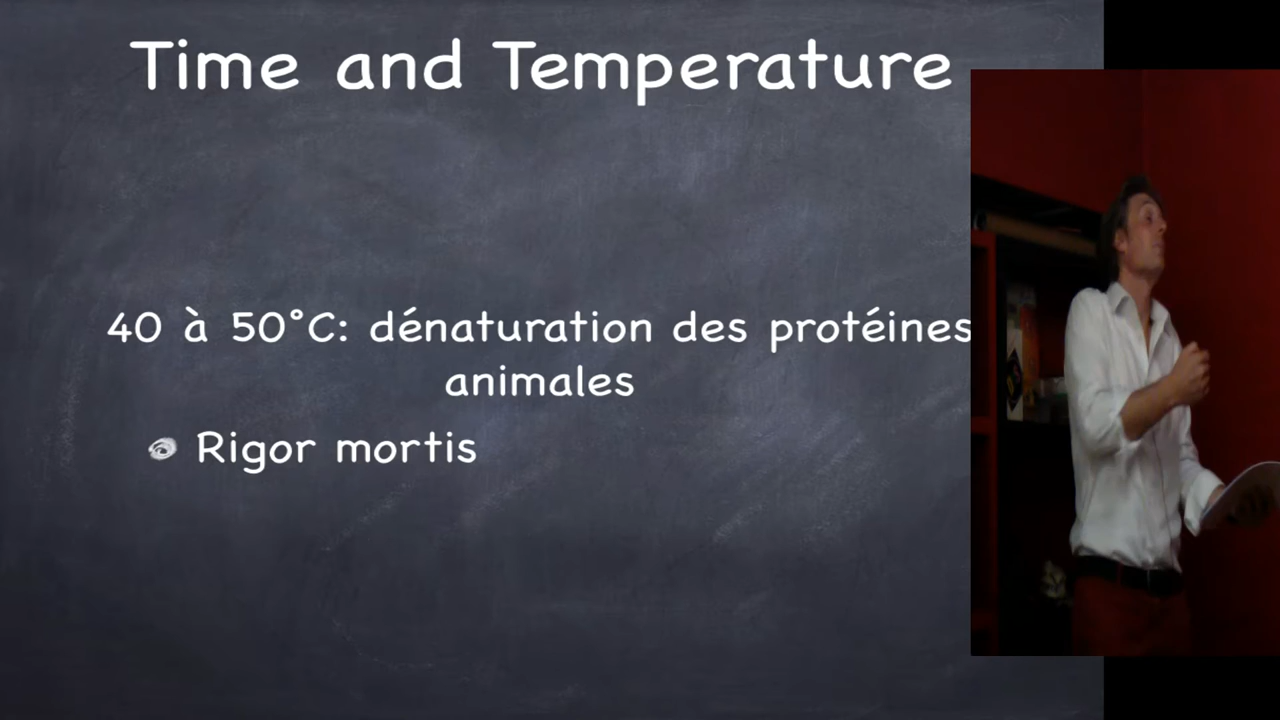 Time and Temperature
40 à 50°C: dénaturation des protéines
animales
Rigor mortis